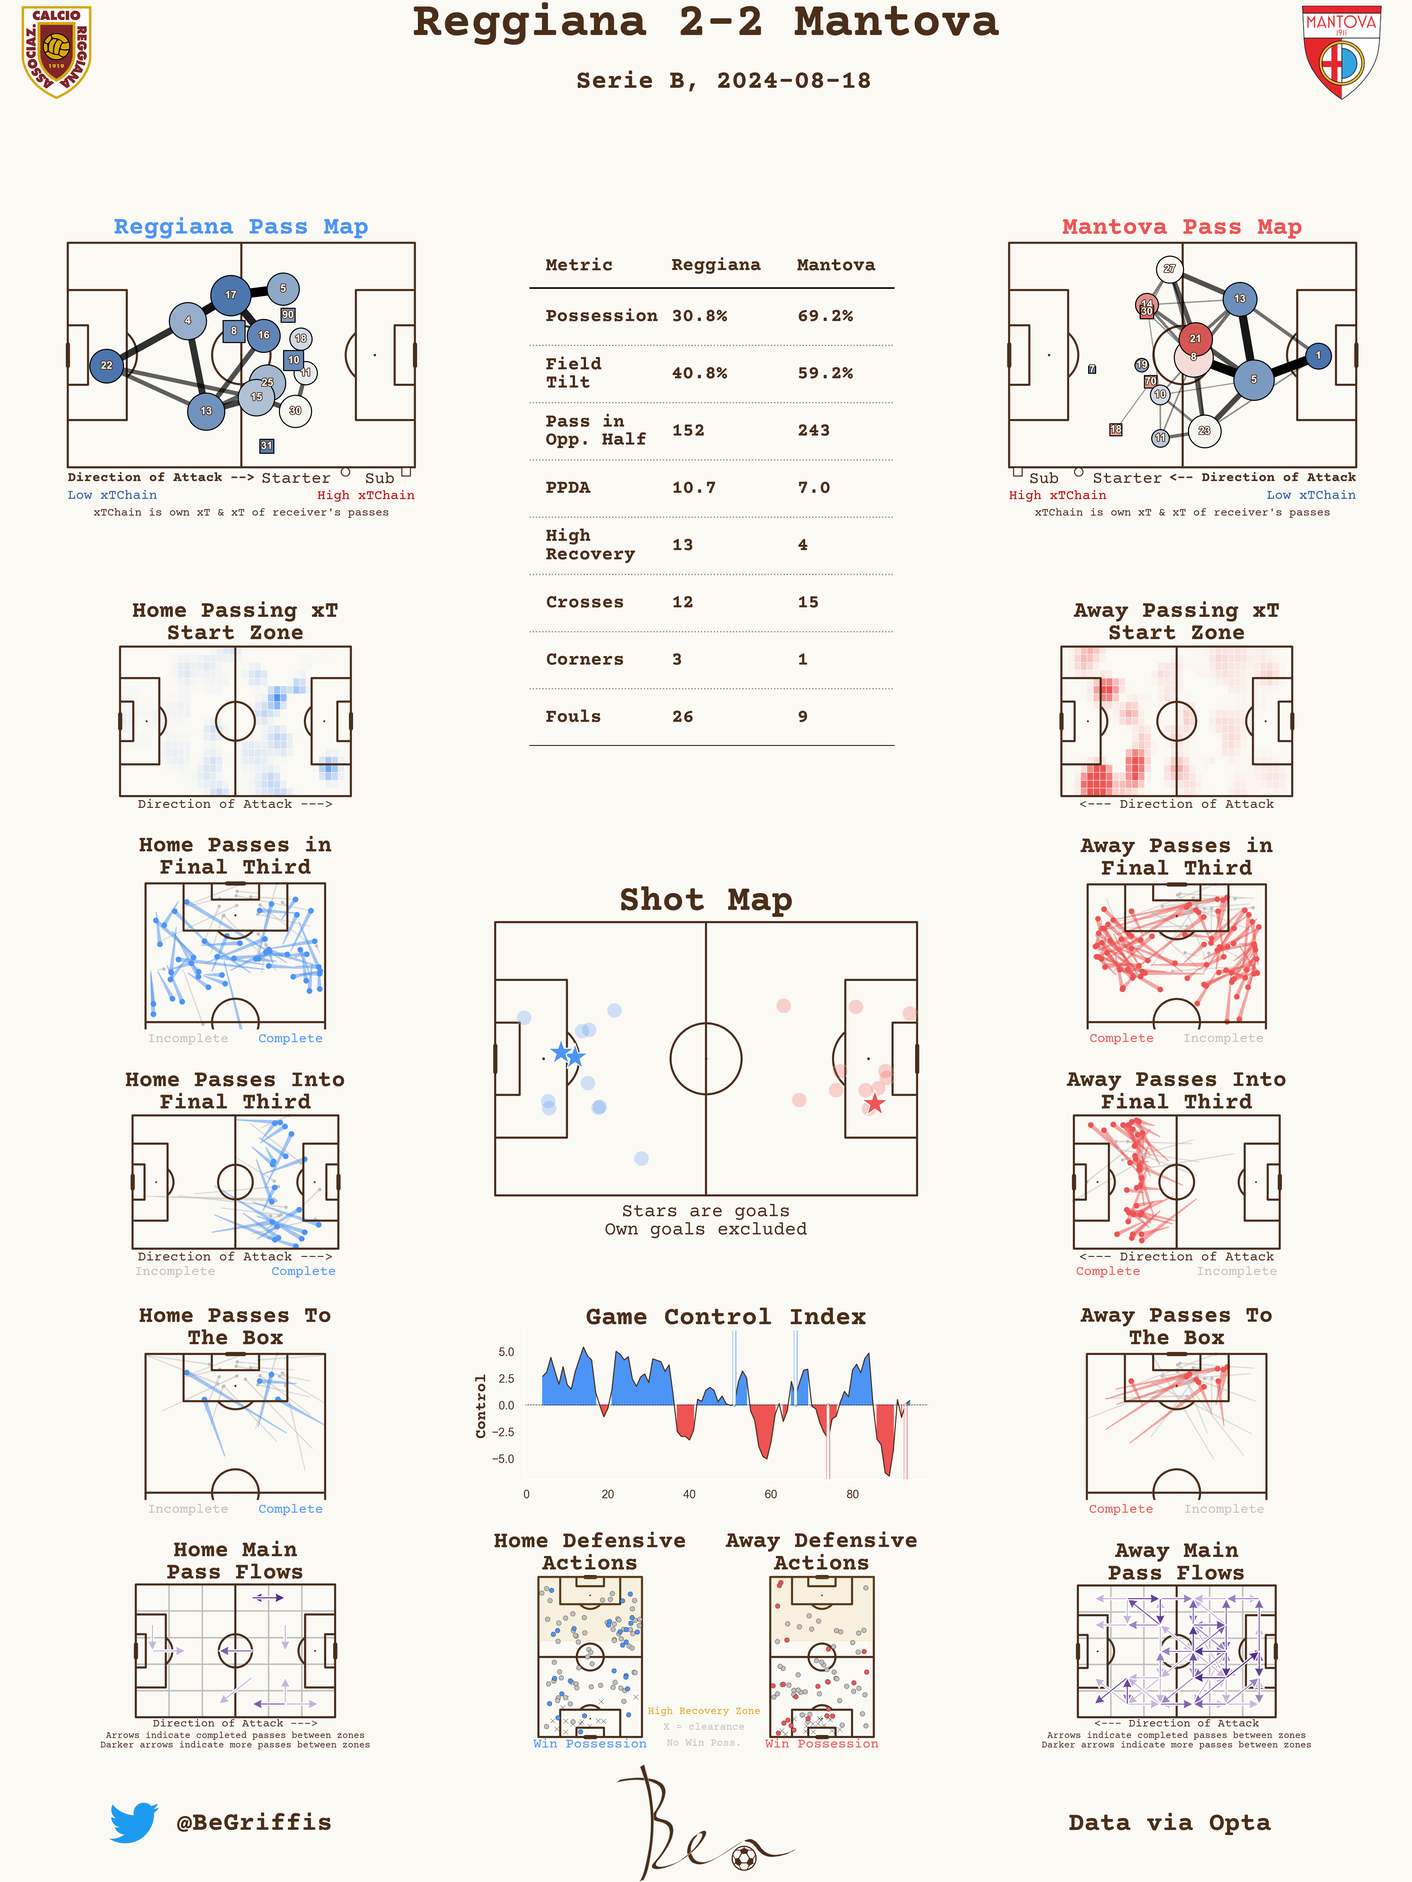 Reggiana 2-2 Mantova
Serie B, 2024-08-18
CALCIO
REGGIANA
ASSOCIAZ.
1919
MANTOVA
1911
Reggiana Pass Map
22
4
17
5
90
8
16
18
10
11
25
15
13
30
31
Direction of Attack --> Starter Sub
Low xTChain High xTChain
xTChain is own xT & xT of receiver's passes
Metric Reggiana Mantova
Possession 30.8% 69.2%
Field
Tilt 40.8% 59.2%
Pass in
Opp. Half 152 243
PPDA 10.7 7.0
High
Recovery 13 4
Crosses 12 15
Corners 3 1
Fouls 26 9
Mantova Pass Map
27
14
30
13
21
8
1
7
19
70
10
5
18
11
23
Sub Starter <-- Direction of Attack
High xTChain Low xTChain
xTChain is own xT & xT of receiver's passes
Home Passing xT
Start Zone
Direction of Attack --->
Away Passing xT
Start Zone
<--- Direction of Attack
Home Passes in
Final Third
Incomplete Complete
Away Passes in
Final Third
Complete Incomplete
Shot Map
Stars are goals
Own goals excluded
Home Passes Into
Final Third
Direction of Attack --->
Incomplete Complete
Away Passes Into
Final Third
<--- Direction of Attack
Complete Incomplete
Home Passes To
The Box
Incomplete Complete
Game Control Index
Control
5.0
2.5
0.0
−2.5
−5.0
0 20 40 60 80
Away Passes To
The Box
Complete Incomplete
Home Main
Pass Flows
Direction of Attack --->
Arrows indicate completed passes between zones
Darker arrows indicate more passes between zones
Home Defensive
Actions
Win Possession
Away Defensive
Actions
Win Possession
High Recovery Zone
X = clearance
No Win Poss.
Away Main
Pass Flows
<--- Direction of Attack
Arrows indicate completed passes between zones
Darker arrows indicate more passes between zones
@BeGriffis
Ben
Data via Opta